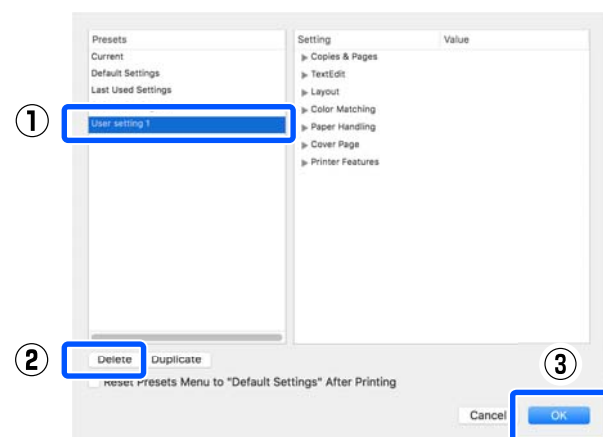 Presets
Setting Value
Current
Default Settings
Last Used Settings
① User setting 1
Copies & Pages
TextEdit
Layout
Color Matching
Paper Handling
Cover Page
Printer Features
② Delete Duplicate
③
Reset Presets Menu to "Default Settings" After Printing
Cancel OK